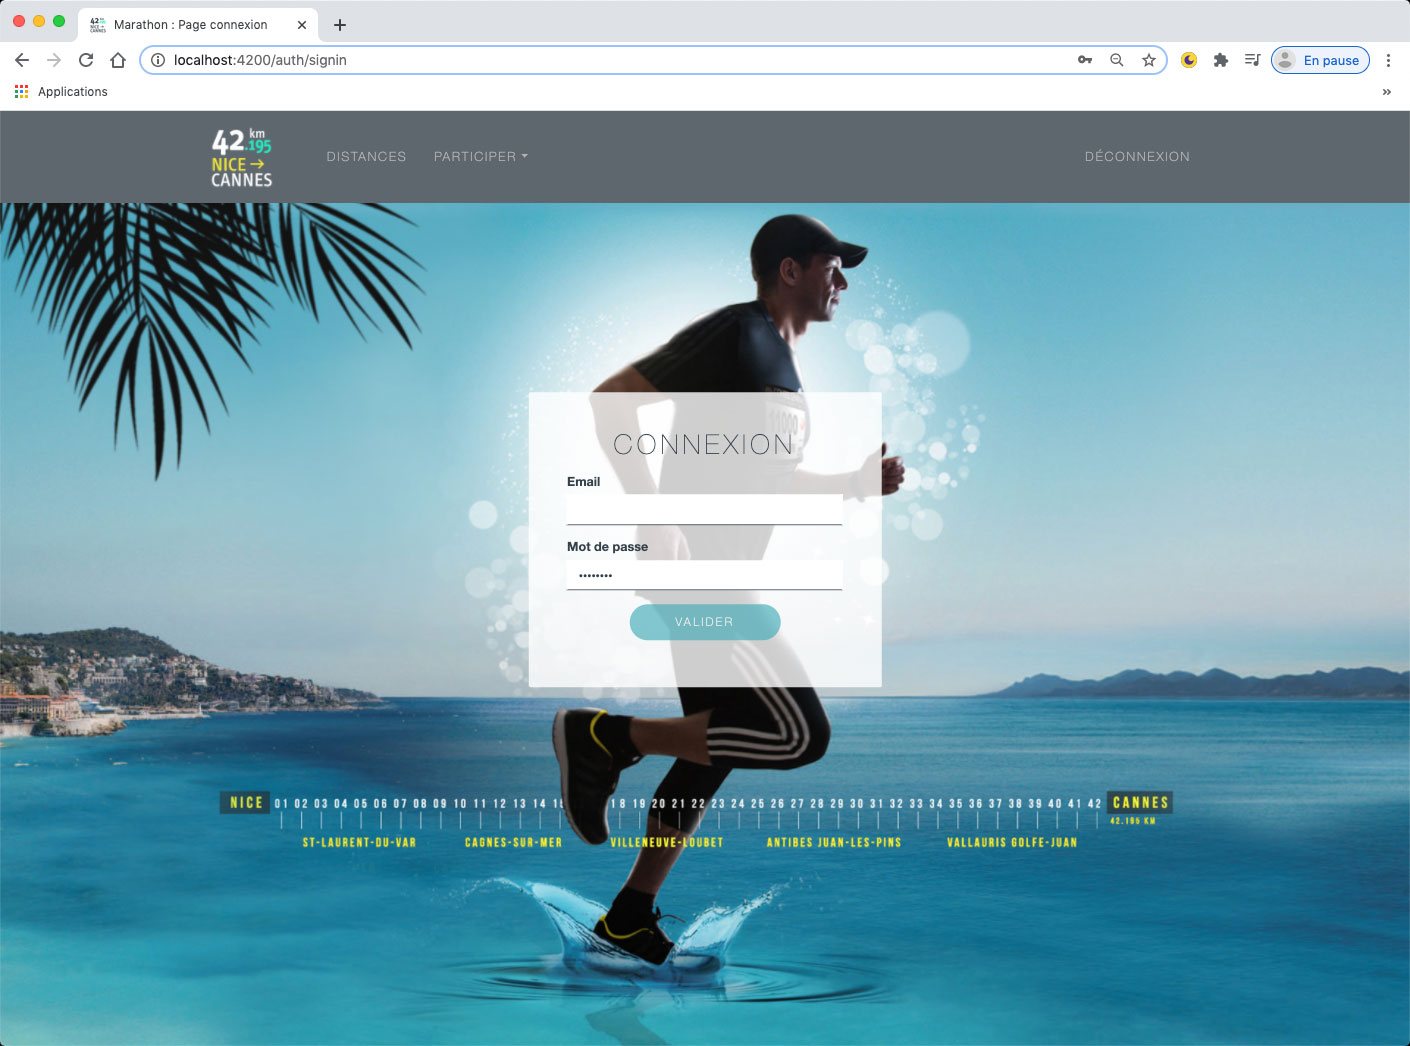 Marathon : Page connexion
localhost:4200/auth/signin
En pause
Applications
42 km .195
NICE →
CANNES
DISTANCES
PARTICIPER
DÉCONNEXION
11000
CONNEXION
Email
Mot de passe
••••••••
VALIDER
NICE 01 02 03 04 05 06 07 08 09 10 11 12 13 14 18 19 20 21 22 23 24 25 26 27 28 29 30 31 32 33 34 35 36 37 38 39 40 41 42 CANNES
42.195 KM
ST-LAURENT-DU-VAR CAGNES-SUR-MER VILLENEUVE-LOUBET ANTIBES JUAN-LES-PINS VALLAURIS GOLFE-JUAN